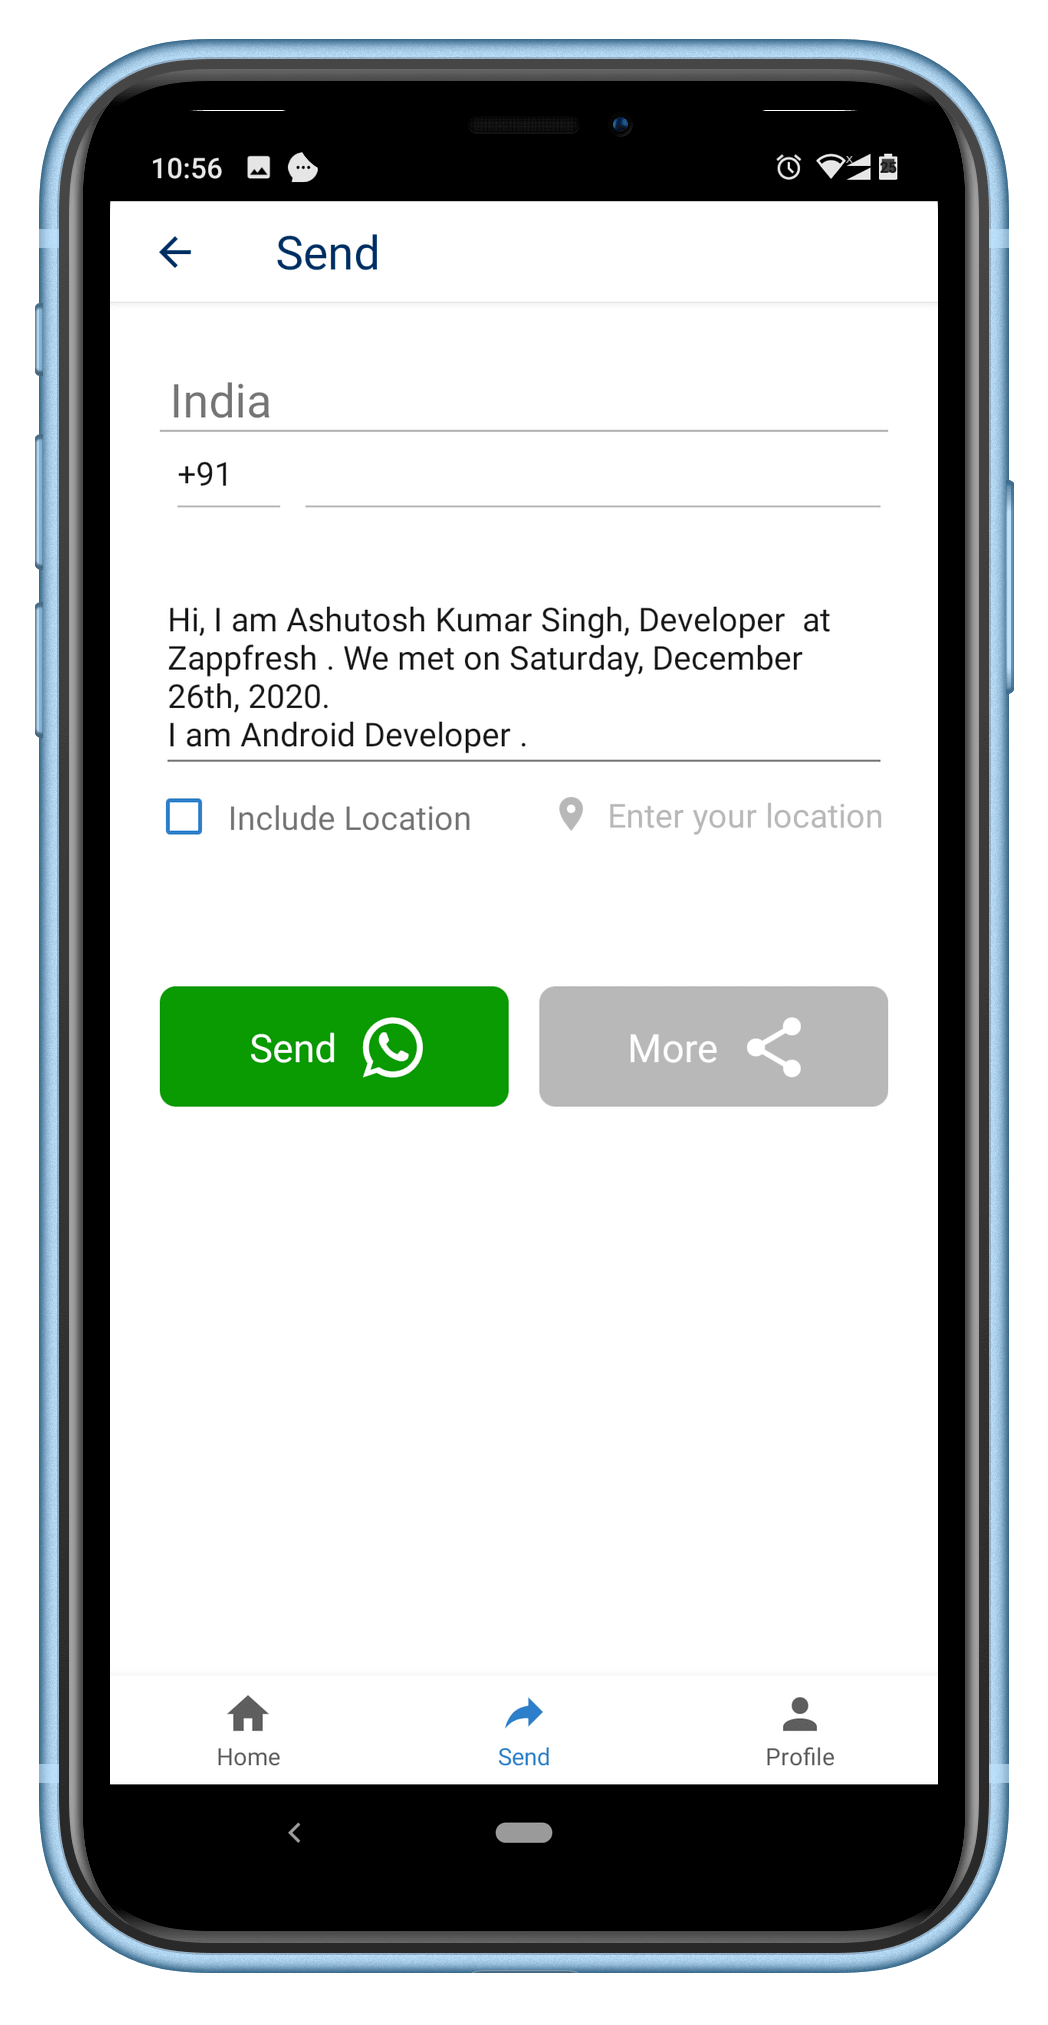 10:56
25
Send
India
+91
Hi, I am Ashutosh Kumar Singh, Developer  at
Zappfresh . We met on Saturday, December
26th, 2020.
I am Android Developer .
Include Location
Enter your location
Send
More
Home
Send
Profile